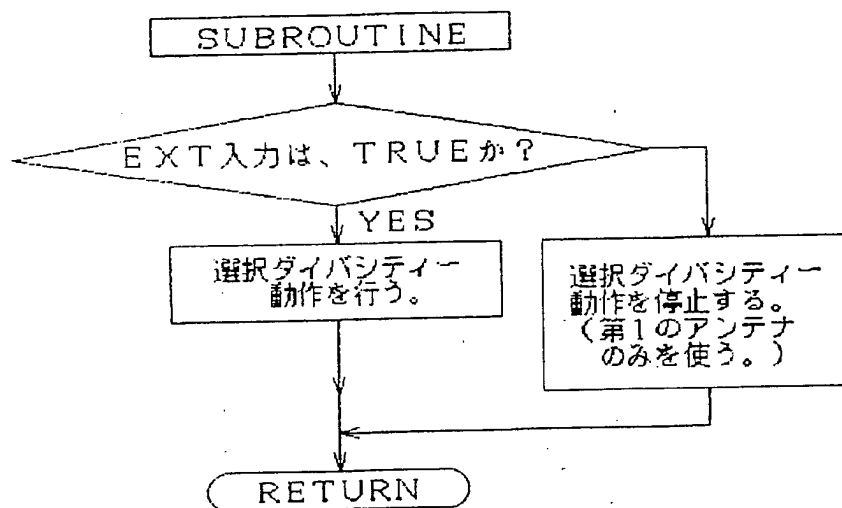 SUBROUTINE
EXT入力は、TRUEか？
YES
選択ダイバシティー
動作を行う。
選択ダイバシティー
動作を停止する。
(第1のアンテナ
のみを使う。)
RETURN